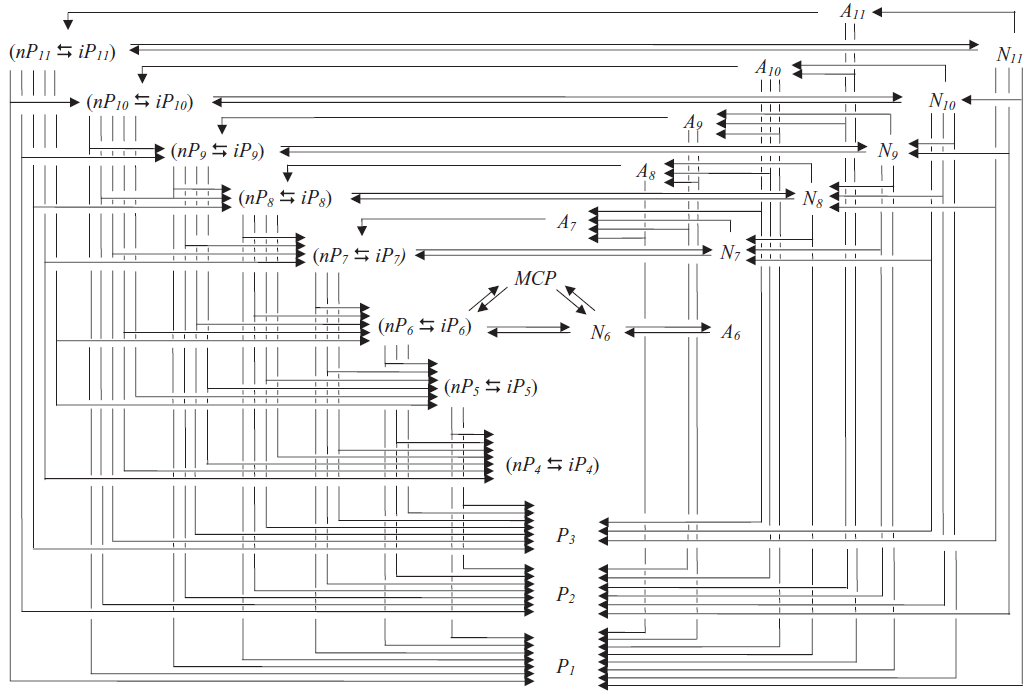 A11
(nP11 ⇆ iP11) N11
A10
(nP10 ⇆ iP10) N10
A9
(nP9 ⇆ iP9) N9
A8
(nP8 ⇆ iP8) N8
A7
(nP7 ⇆ iP7) N7
MCP
(nP6 ⇆ iP6) N6 A6
(nP5 ⇆ iP5)
(nP4 ⇆ iP4)
P3
P2
P1